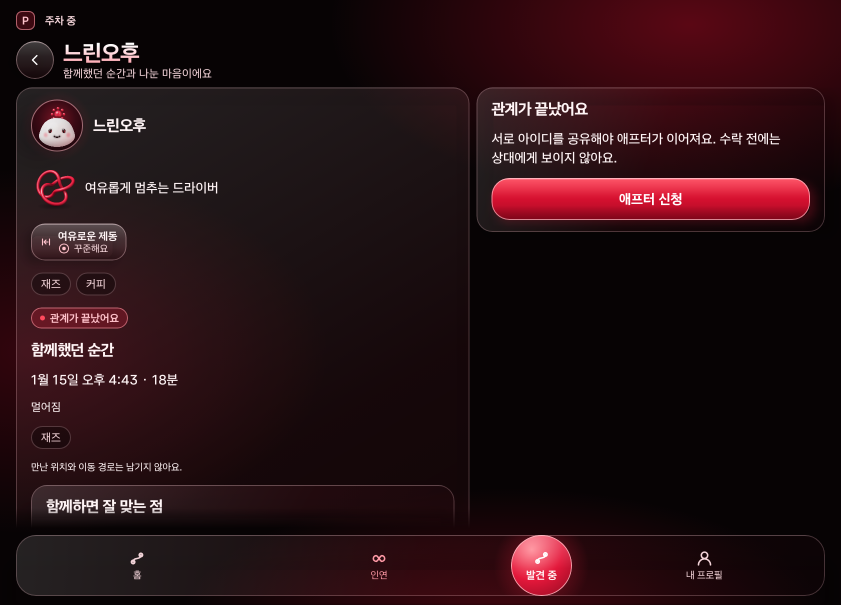 P 주차 중
느린오후
함께했던 순간과 나눈 마음이에요
느린오후
여유롭게 멈추는 드라이버
여유로운 제동
꾸준해요
재즈 커피
관계가 끝났어요
함께했던 순간
1월 15일 오후 4:43 · 18분
멀어짐
재즈
만난 위치와 이동 경로는 남기지 않아요.
함께하면 잘 맞는 점
관계가 끝났어요
서로 아이디를 공유해야 애프터가 이어져요. 수락 전에는
상대에게 보이지 않아요.
애프터 신청
홈 인연 발견 중 내 프로필